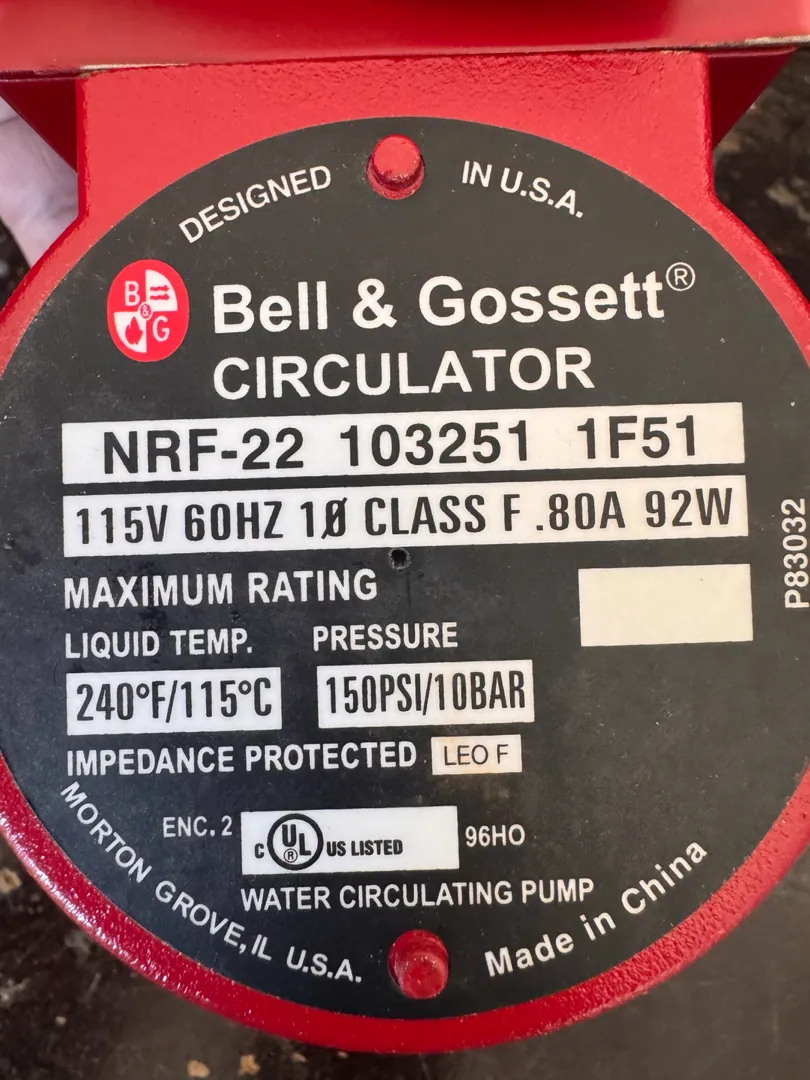 DESIGNED IN U.S.A.
B & G
Bell & Gossett®
CIRCULATOR
NRF-22 103251 1F51
115V 60HZ 1Ø CLASS F .80A 92W
P83032
MAXIMUM RATING
LIQUID TEMP. PRESSURE
240°F/115°C 150PSI/10BAR
IMPEDANCE PROTECTED LEO F
ENC. 2 C UL® US LISTED 96HO
WATER CIRCULATING PUMP
MORTON GROVE, IL U.S.A.
Made in China